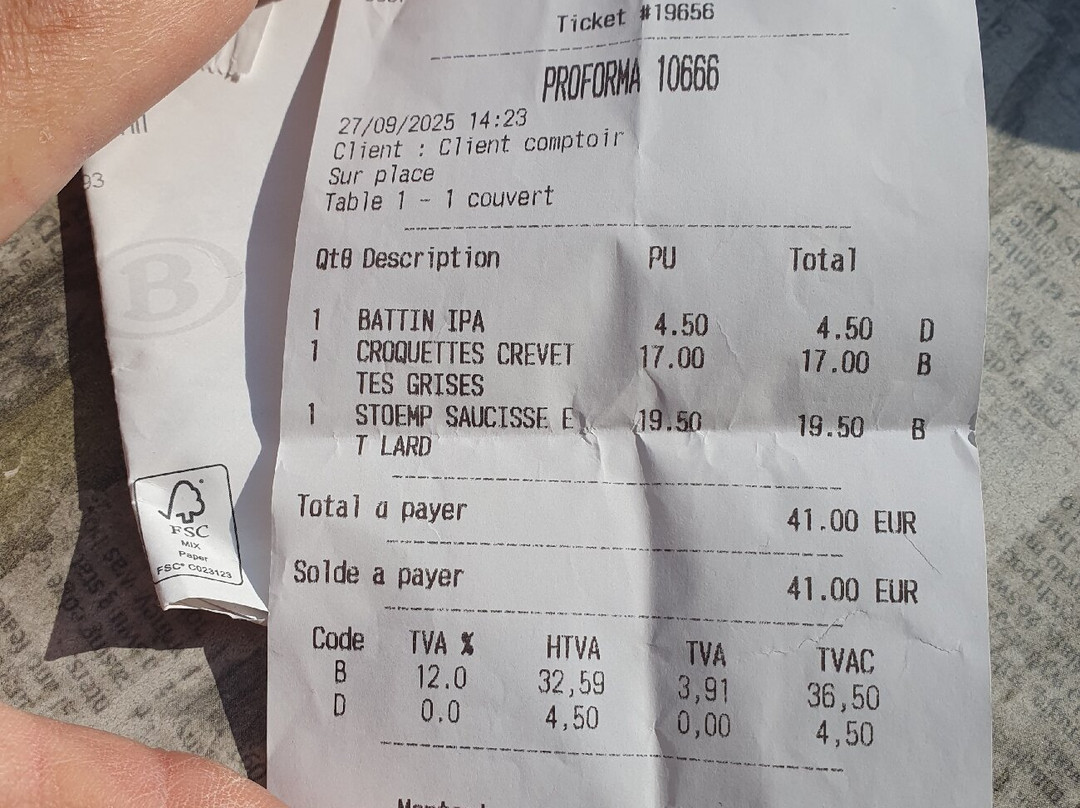 Ticket #19656
PROFORMA 10666
27/09/2025 14:23
Client : Client comptoir
Sur place
Table 1 - 1 couvert
Qt0 Description PU Total
1 BATTIN IPA 4.50 4.50 D
1 CROQUETTES CREVET 17.00 17.00 B
TES GRISES
1 STOEMP SAUCISSE E 19.50 19.50 B
T LARD
Total a payer 41.00 EUR
Solde a payer 41.00 EUR
Code TVA % HTVA TVA TVAC
B 12.0 32,59 3,91 36,50
D 0.0 4,50 0,00 4,50
93
B
FSC
MIX
Paper
FSC® C023123